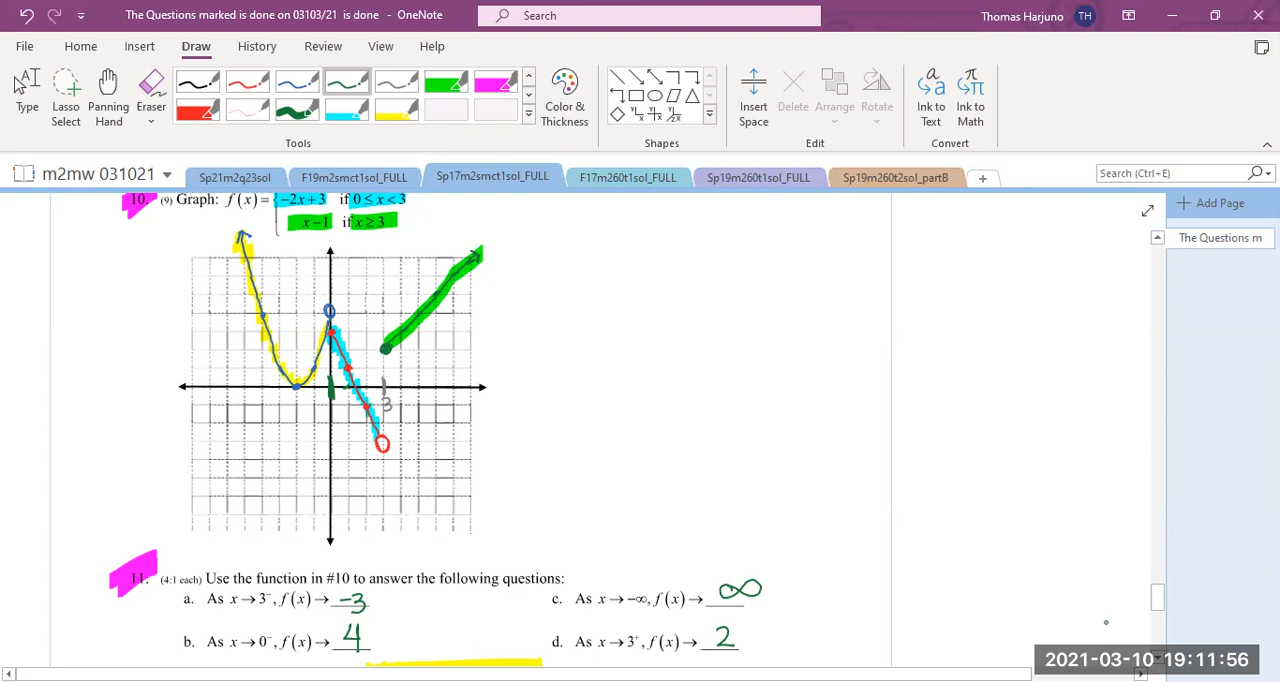 The Questions marked is done on 03103/21 is done - OneNote
Search
Thomas Harjuno TH
File Home Insert Draw History Review View Help
Type
Lasso Select
Panning Hand
Eraser
Color & Thickness
Insert Space
Delete
Arrange
Rotate
Ink to Text
Ink to Math
Tools
Shapes
Edit
Convert
m2mw 031021
Sp21m2q23sol
F19m2smct1sol_FULL
Sp17m2smct1sol_FULL
F17m260t1sol_FULL
Sp19m260t1sol_FULL
Sp19m260t2sol_partB
Search (Ctrl+E)
Add Page
The Questions m
10. (9) Graph: f(x) = { −2x+3 if 0 ≤ x < 3
x−1 if x ≥ 3
3
11. (4:1 each) Use the function in #10 to answer the following questions:
a. As x → 3⁻, f(x) → -3
c. As x → −∞, f(x) → ∞
b. As x → 0⁻, f(x) → 4
d. As x → 3⁺, f(x) → 2
2021-03-10 19:11:56